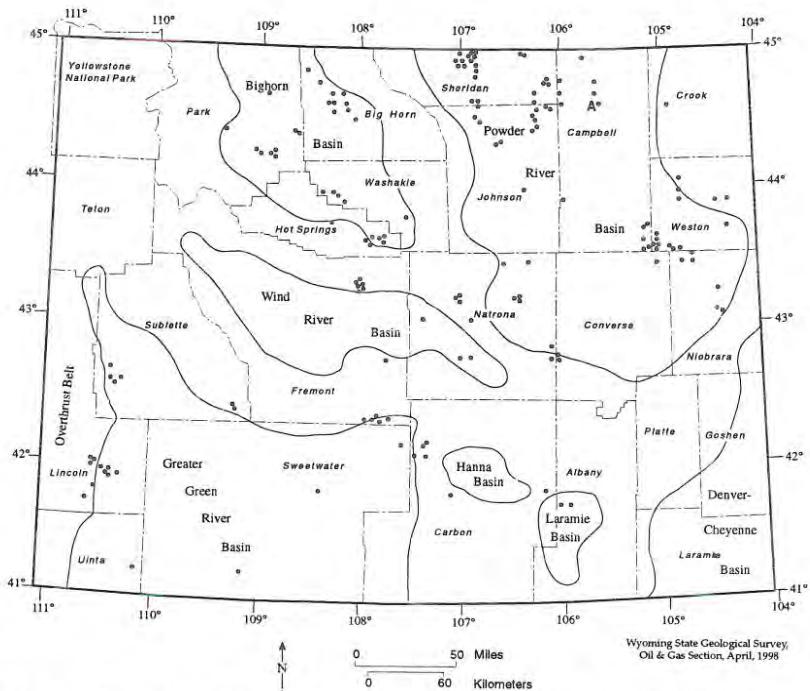 111°
110°
109°
108°
107°
106°
105°
104°
45°
45°
Yellowstone
National Park
Park
Bighorn
Basin
Big Horn
Sheridan
Powder
River
Basin
Campbell
A
Crook
44°
44°
Teton
Washakie
Johnson
Hot Springs
Weston
43°
43°
Sublette
Wind
River
Basin
Natrona
Converse
Niobrara
Fremont
Overthrust Belt
42°
42°
Lincoln
Greater
Green
River
Basin
Sweetwater
Hanna
Basin
Albany
Platte
Goshen
Carbon
Laramie
Basin
Denver-
Cheyenne
Basin
Laramie
Uinta
41°
41°
111°
110°
109°
108°
107°
106°
105°
104°
N
0 50 Miles
0 60 Kilometers
Wyoming State Geological Survey,
Oil & Gas Section, April, 1998